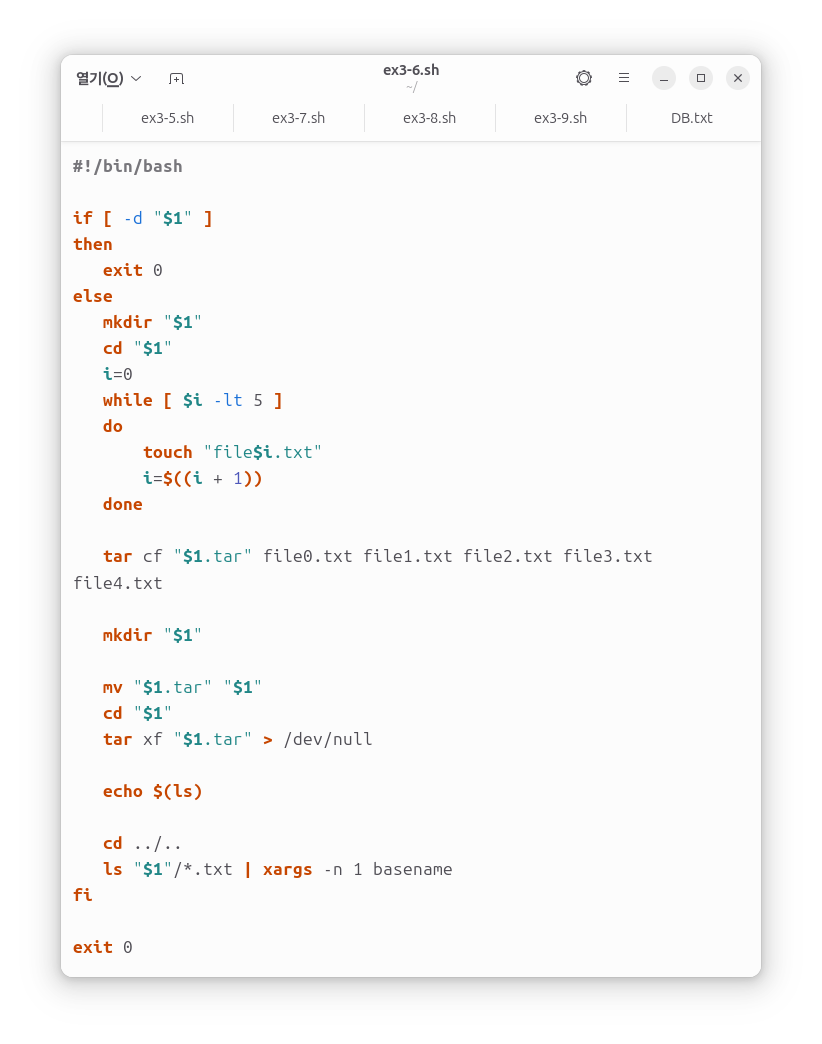 열기(O)
ex3-6.sh
~/
ex3-5.sh ex3-7.sh ex3-8.sh ex3-9.sh DB.txt
#!/bin/bash
if [ -d "$1" ]
then
   exit 0
else
   mkdir "$1"
   cd "$1"
   i=0
   while [ $i -lt 5 ]
   do
       touch "file$i.txt"
       i=$((i + 1))
   done
   tar cf "$1.tar" file0.txt file1.txt file2.txt file3.txt
file4.txt
   mkdir "$1"
   mv "$1.tar" "$1"
   cd "$1"
   tar xf "$1.tar" > /dev/null
   echo $(ls)
   cd ../..
   ls "$1"/*.txt | xargs -n 1 basename
fi
exit 0